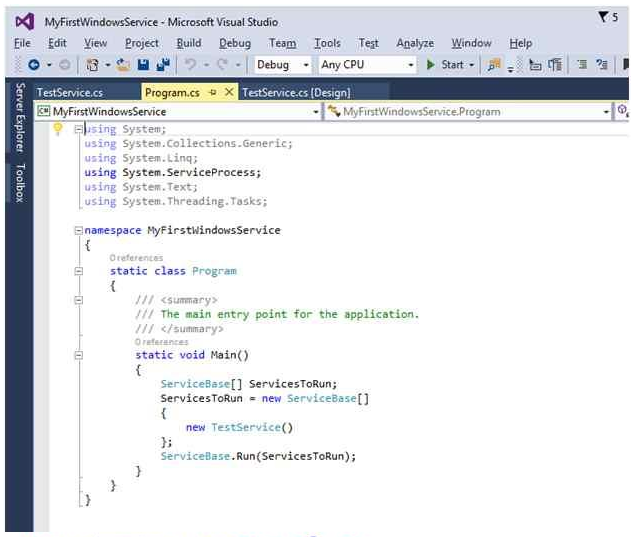 MyFirstWindowsService - Microsoft Visual Studio
5
File Edit View Project Build Debug Team Tools Test Analyze Window Help
Debug Any CPU Start
Server Explorer
Toolbox
TestService.cs Program.cs TestService.cs [Design]
C# MyFirstWindowsService MyFirstWindowsService.Program
using System;
using System.Collections.Generic;
using System.Linq;
using System.ServiceProcess;
using System.Text;
using System.Threading.Tasks;
namespace MyFirstWindowsService
{
0 references
static class Program
{
/// <summary>
/// The main entry point for the application.
/// </summary>
0 references
static void Main()
{
ServiceBase[] ServicesToRun;
ServicesToRun = new ServiceBase[]
{
new TestService()
};
ServiceBase.Run(ServicesToRun);
}
}
}